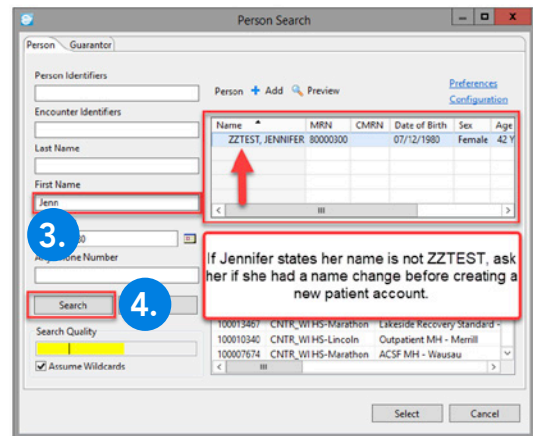 Person Search
Person Guarantor
Person Identifiers
Encounter Identifiers
Last Name
First Name
Jenn
3.
Phone Number
Search
4.
Search Quality
Assume Wildcards
Person Add Preview
Preferences
Configuration
Name MRN CMRN Date of Birth Sex Age
ZZTEST, JENNIFER 80000300 07/12/1980 Female 42 Y
If Jennifer states her name is not ZZTEST, ask
her if she had a name change before creating a
new patient account.
100013467 CNTR_WI HS-Marathon Lakeside Recovery Standard -
100010340 CNTR_WI HS-Lincoln Outpatient MH - Merrill
100007674 CNTR_WI HS-Marathon ACSF MH - Wausau
Select Cancel